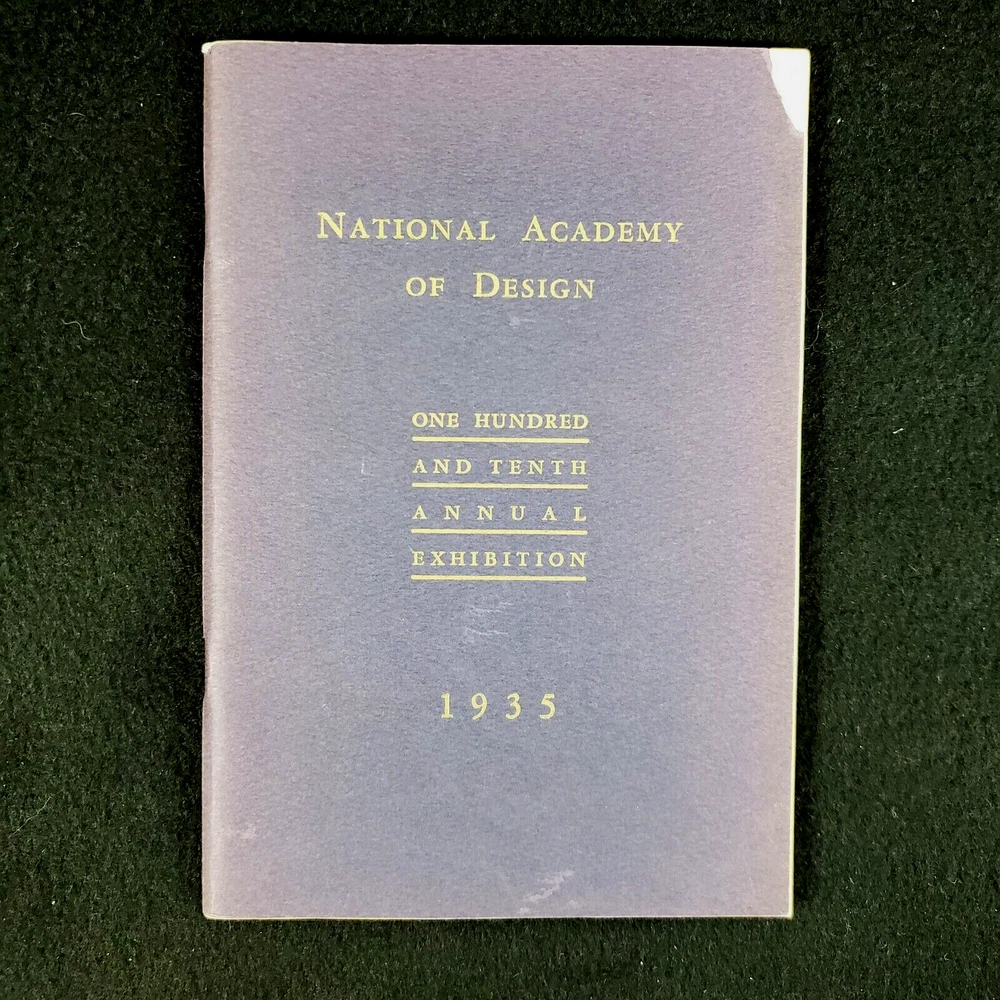 NATIONAL ACADEMY
OF DESIGN
ONE HUNDRED
AND TENTH
ANNUAL
EXHIBITION
1935